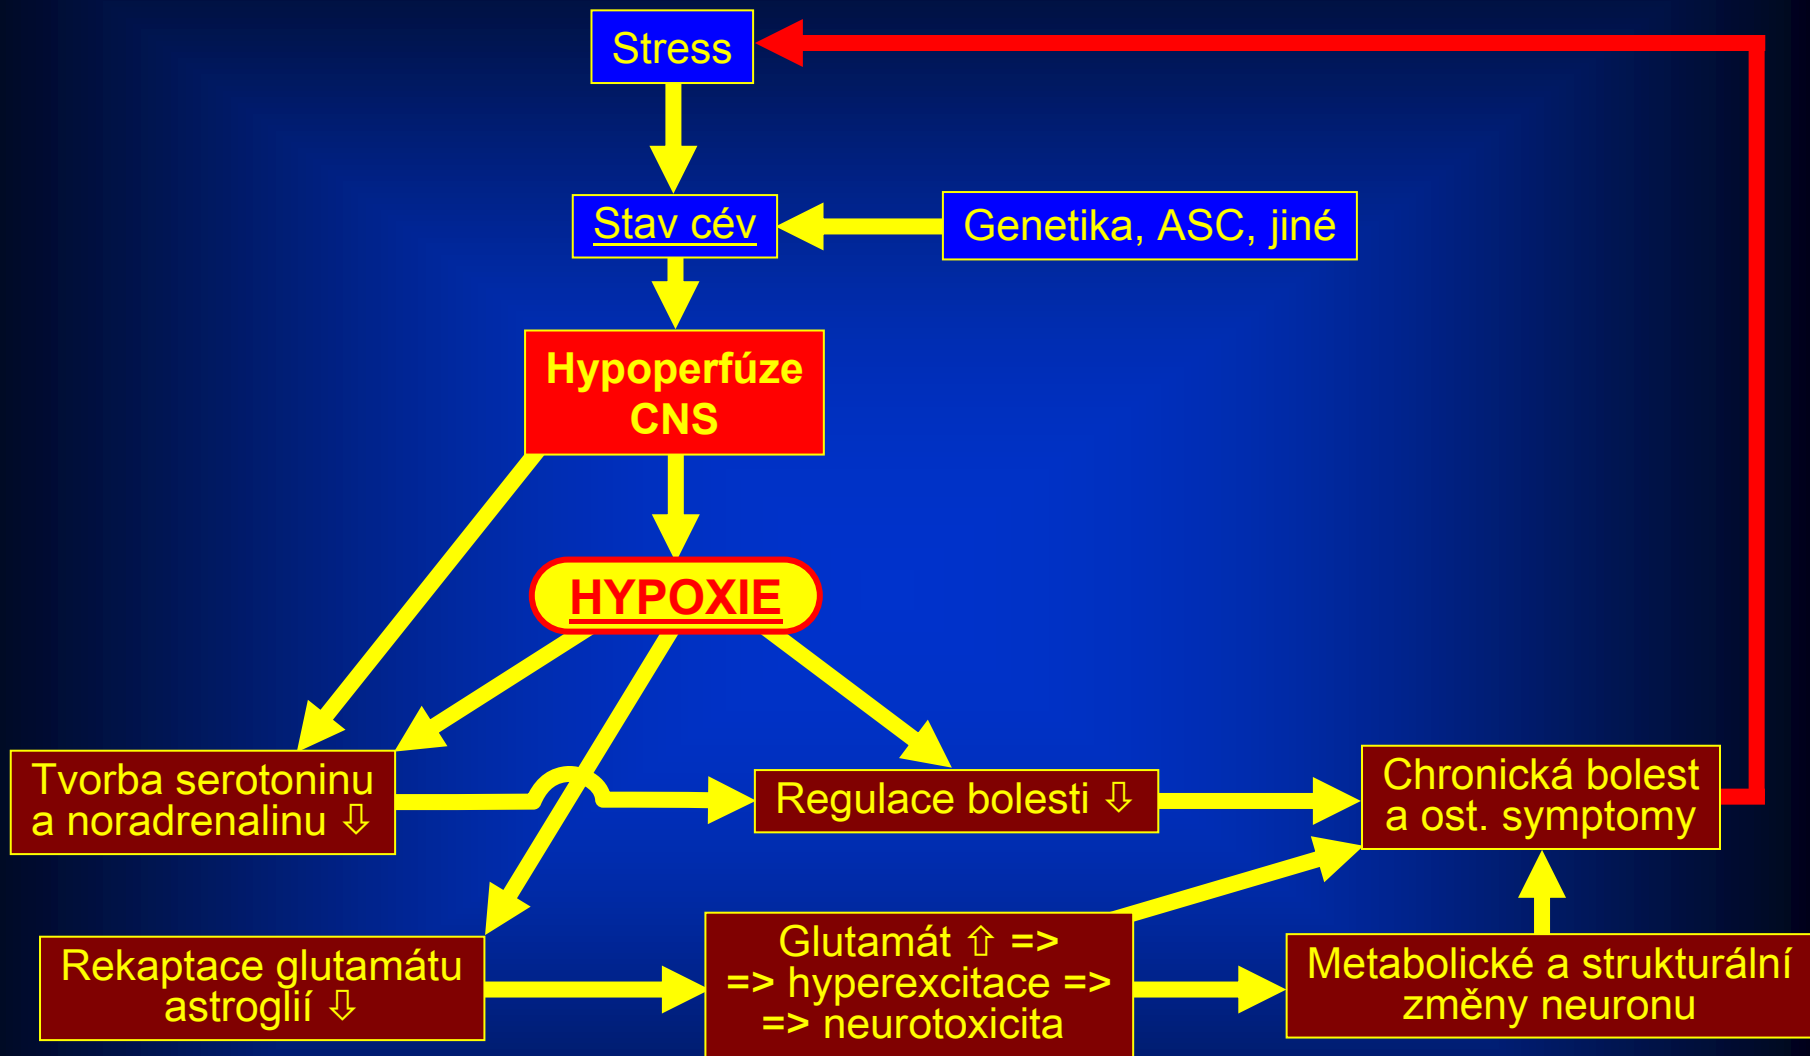 Stress
Stav cév
Genetika, ASC, jiné
Hypoperfúze
CNS
HYPOXIE
Tvorba serotoninu
a noradrenalinu ⇩
Regulace bolesti ⇩
Chronická bolest
a ost. symptomy
Rekaptace glutamátu
astroglií ⇩
Glutamát ⇧ =>
=> hyperexcitace =>
=> neurotoxicita
Metabolické a strukturální
změny neuronu